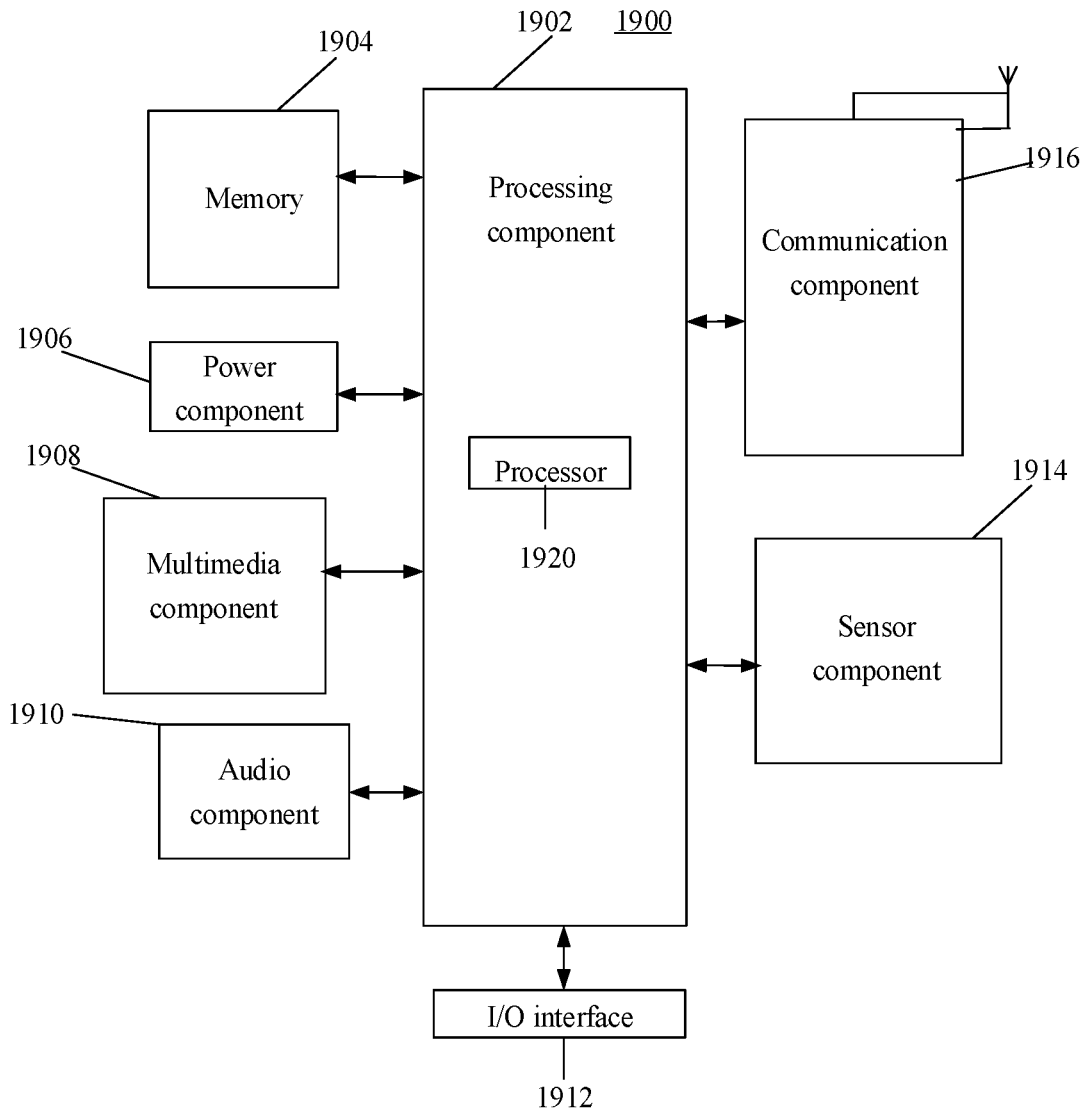 1902
1900
1904
1916
Memory
Processing
component
Communication
component
1906
Power
component
1908
Processor
1914
1920
Multimedia
component
Sensor
component
1910
Audio
component
I/O interface
1912